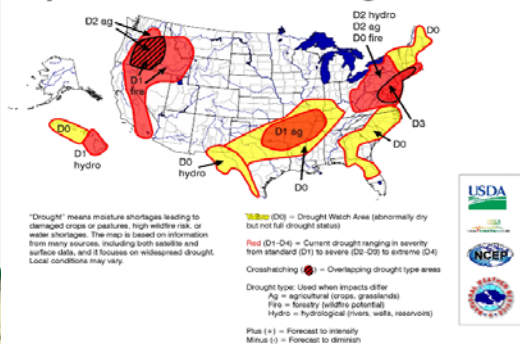 D2 ag
D2 hydro
D2 ag
D0 fire
D0
D1
fire
D0
D1
hydro
D1 ag
D3
D0
D0
hydro
D0
"Drought" means moisture shortages leading to
damaged crops or pastures, high wildfire risk, or
water shortages. The map is based on information
from many sources, including both satellite and
surface data, and it focuses on widespread drought.
Local conditions may vary.
Yellow (D0) = Drought Watch Area (abnormally dry
but not full drought status)
Red (D1-D4) = Current drought ranging in severity
from standard (D1) to severe (D2-D3) to extreme (D4)
Crosshatching ( ) = Overlapping drought type areas
Drought type: Used when impacts differ
Ag = agricultural (crops, grasslands)
Fire = forestry (wildfire potential)
Hydro = hydrological (rivers, wells, reservoirs)
Plus (+) = Forecast to intensify
Minus (-) = Forecast to diminish
USDA
NCEP